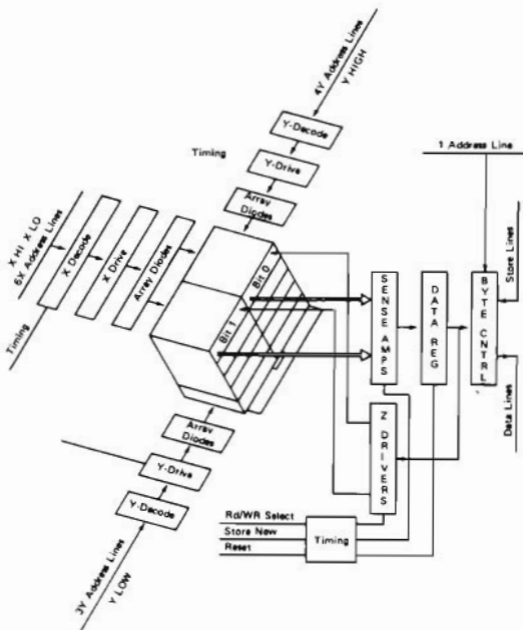 4Y Address Lines
Y HIGH
Y-Decode
Timing
Y-Drive
Array
Diodes
1 Address Line
X HI X LO
6X Address Lines
X Decode
X Drive
Array Diodes
Timing
Bit 0
Bit 1
SENSE AMPS
DATA REG
BYTE CNTRL
Store Lines
Data Lines
Z DRIVERS
Array
Diodes
Y-Drive
Y-Decode
3Y Address Lines
Y LOW
Rd/WR Select
Store New
Reset
Timing